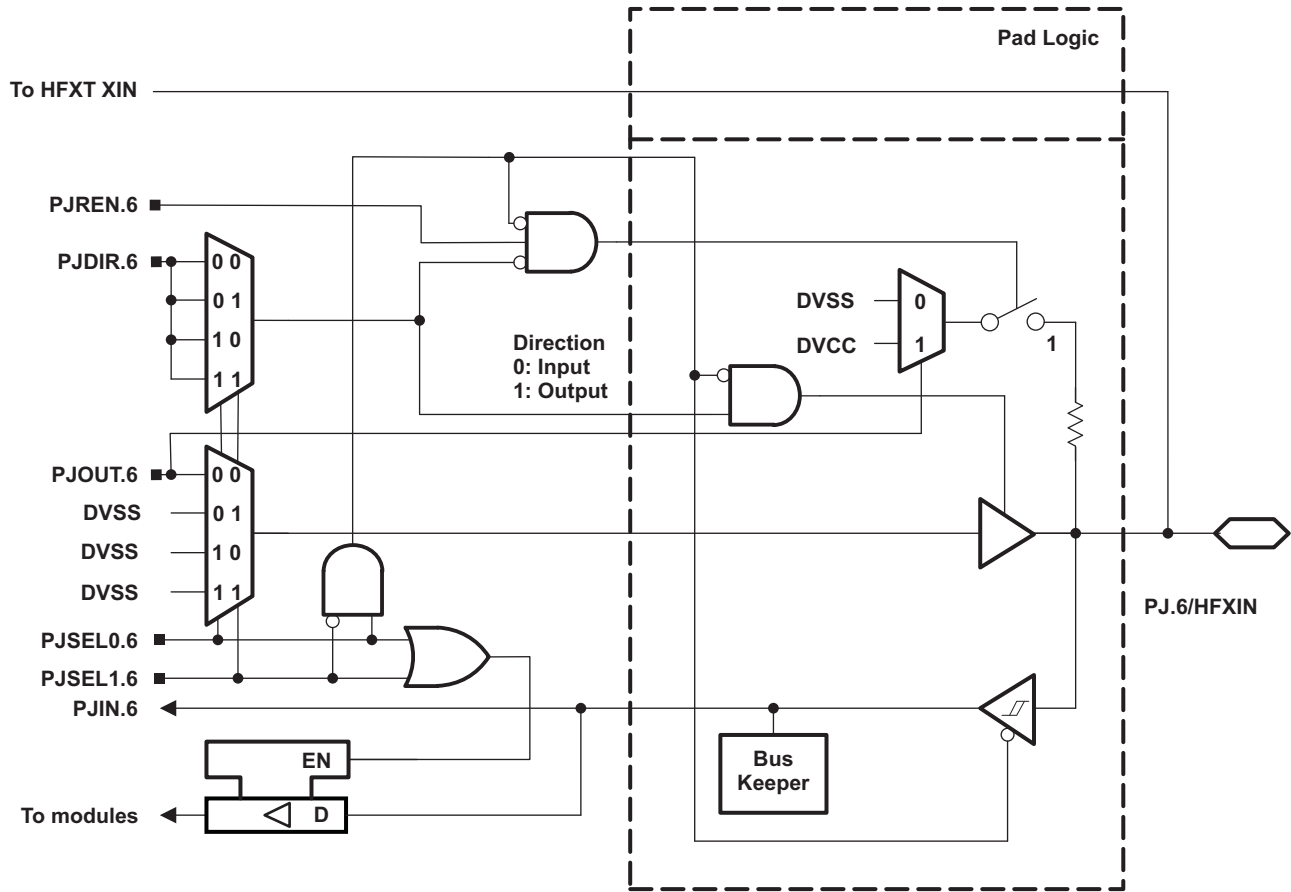 Pad Logic
To HFXT XIN
PJREN.6
PJDIR.6
0 0
0 1
1 0
1 1
Direction
0: Input
1: Output
DVSS
DVCC
0
1
1
PJOUT.6
DVSS
DVSS
DVSS
0 0
0 1
1 0
1 1
PJ.6/HFXIN
PJSEL0.6
PJSEL1.6
PJIN.6
Bus
Keeper
EN
D
To modules